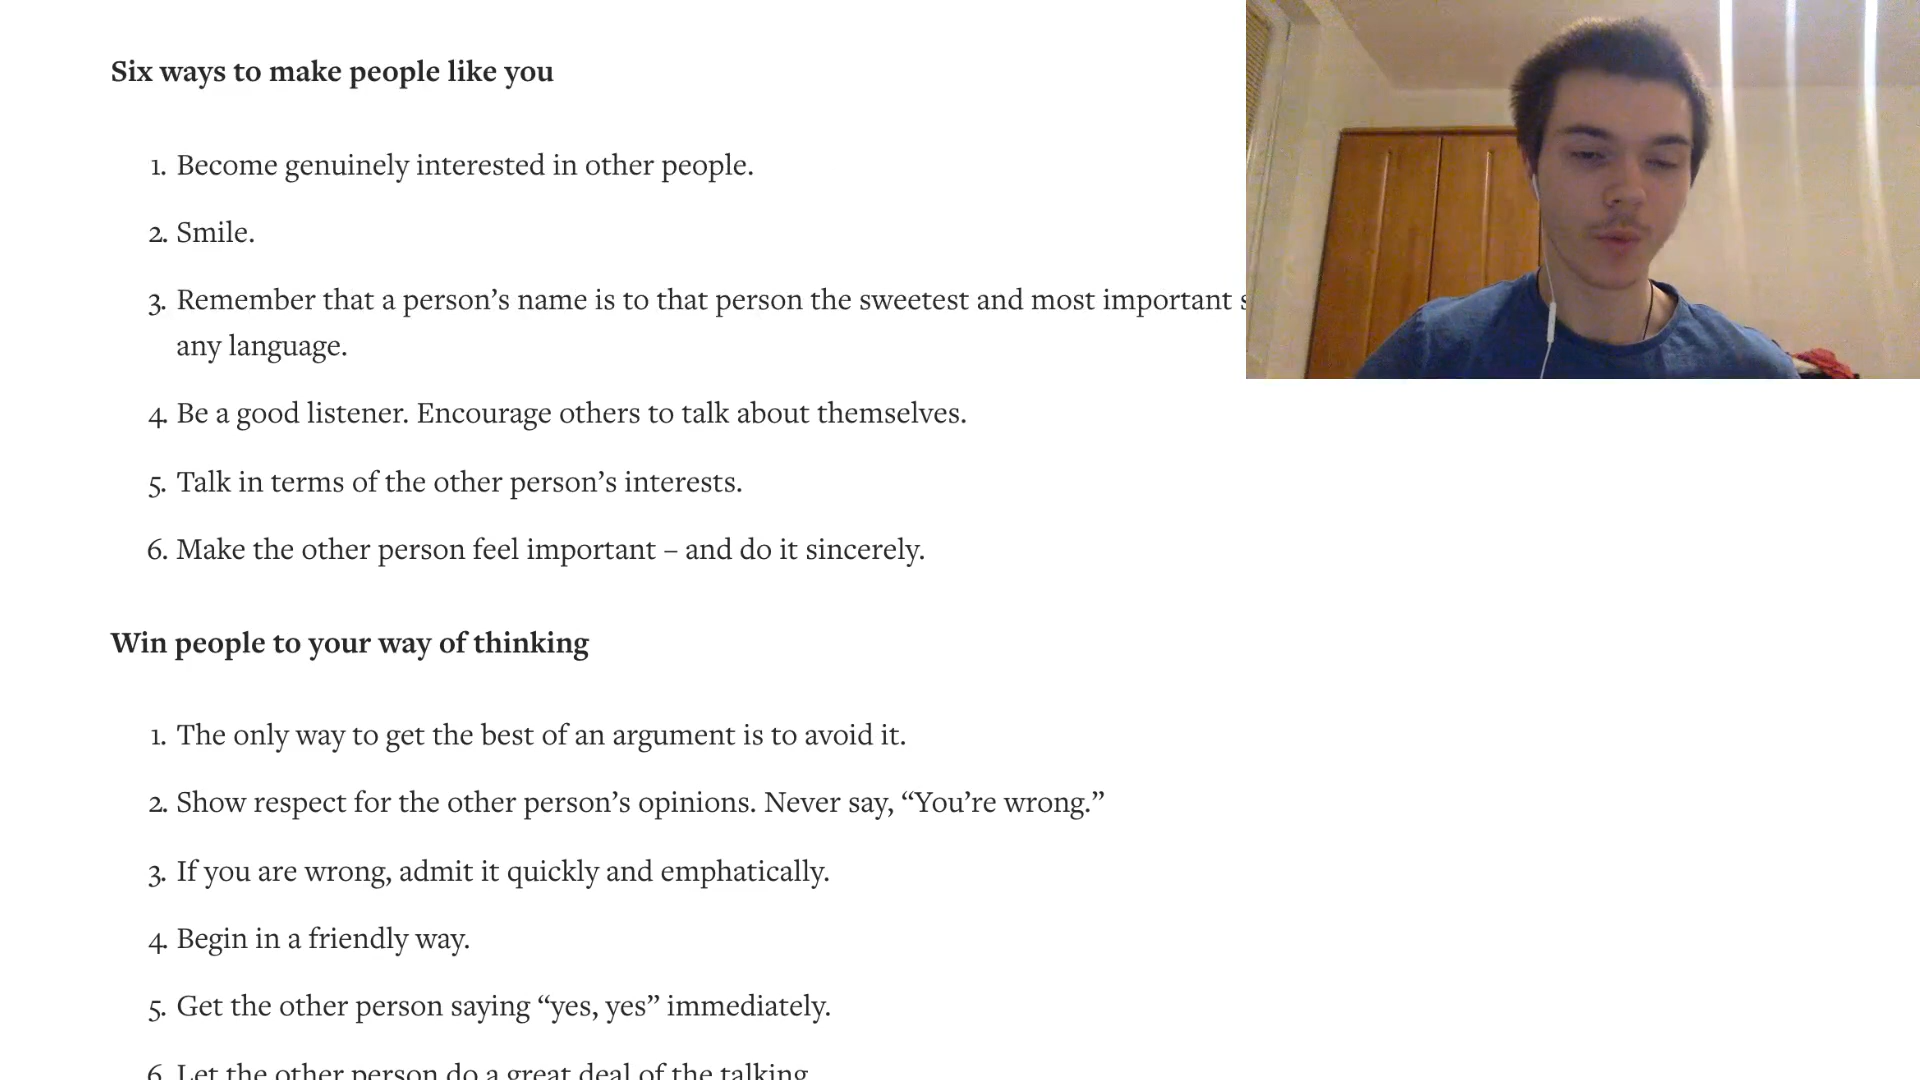 Six ways to make people like you
1. Become genuinely interested in other people.
2. Smile.
3. Remember that a person’s name is to that person the sweetest and most important
any language.
4. Be a good listener. Encourage others to talk about themselves.
5. Talk in terms of the other person’s interests.
6. Make the other person feel important – and do it sincerely.
Win people to your way of thinking
1. The only way to get the best of an argument is to avoid it.
2. Show respect for the other person’s opinions. Never say, “You’re wrong.”
3. If you are wrong, admit it quickly and emphatically.
4. Begin in a friendly way.
5. Get the other person saying “yes, yes” immediately.
6. Let the other person do a great deal of the talking